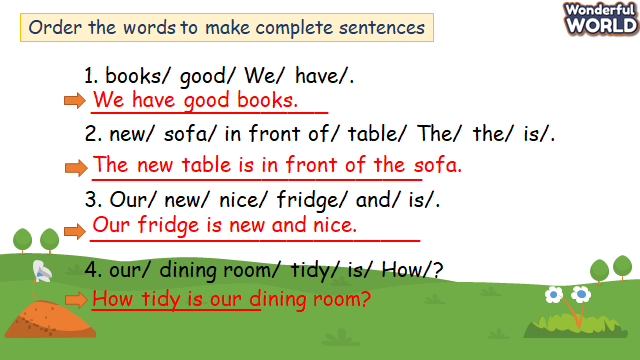 Wonderful
WORLD
Order the words to make complete sentences
1. books/ good/ We/ have/.
We have good books.
2. new/ sofa/ in front of/ table/ The/ the/ is/.
The new table is in front of the sofa.
3. Our/ new/ nice/ fridge/ and/ is/.
Our fridge is new and nice.
4. our/ dining room/ tidy/ is/ How/?
How tidy is our dining room?